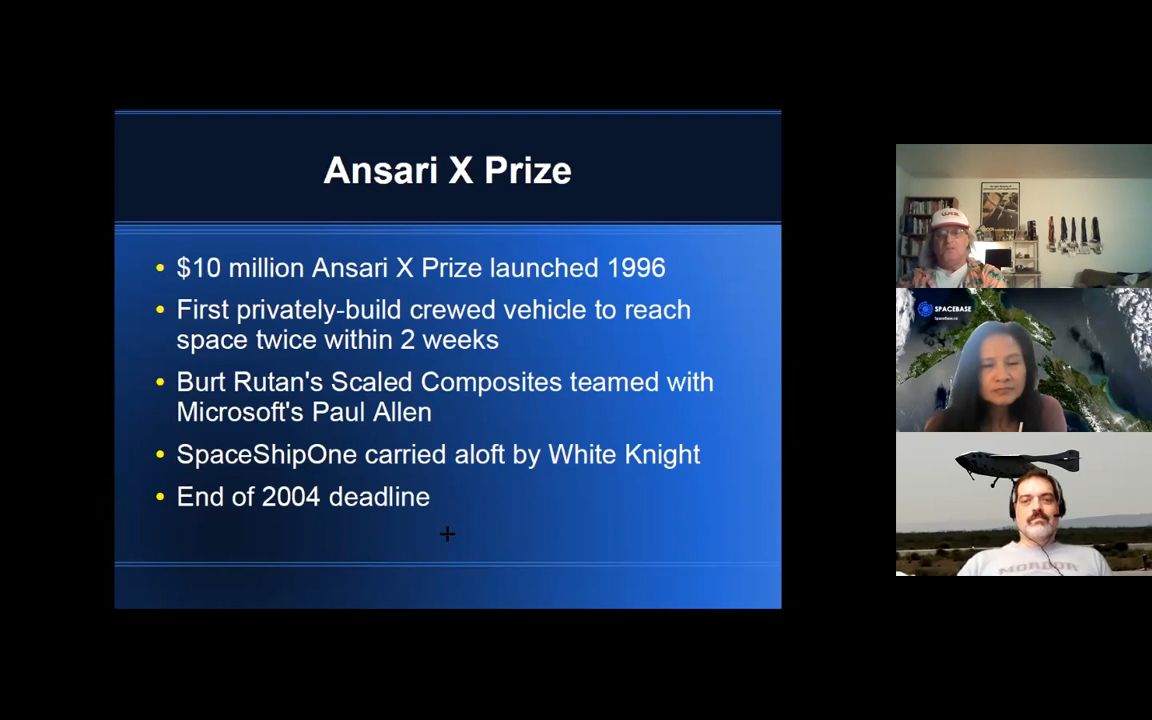 Ansari X Prize
• $10 million Ansari X Prize launched 1996
• First privately-build crewed vehicle to reach
space twice within 2 weeks
• Burt Rutan's Scaled Composites teamed with
Microsoft's Paul Allen
• SpaceShipOne carried aloft by White Knight
• End of 2004 deadline
SPACEBASE
MORDOR